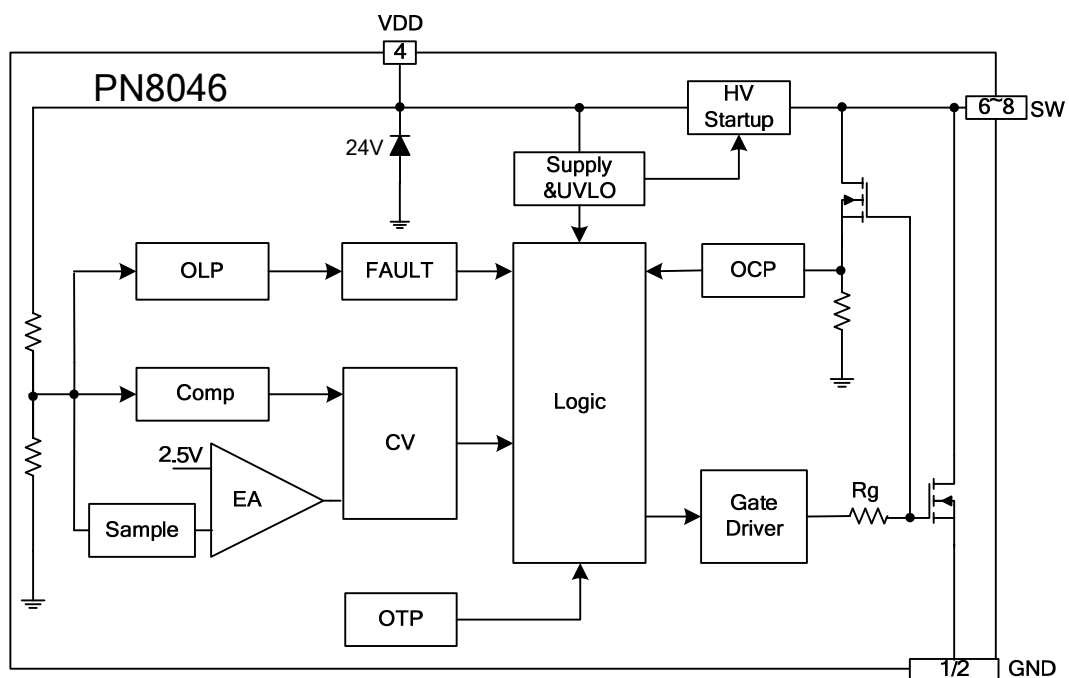 VDD
4
PN8046
HV
Startup
6~8
SW
24V
Supply
&UVLO
OLP
FAULT
OCP
Comp
CV
Logic
2.5V
EA
Sample
Gate
Driver
Rg
OTP
1/2
GND